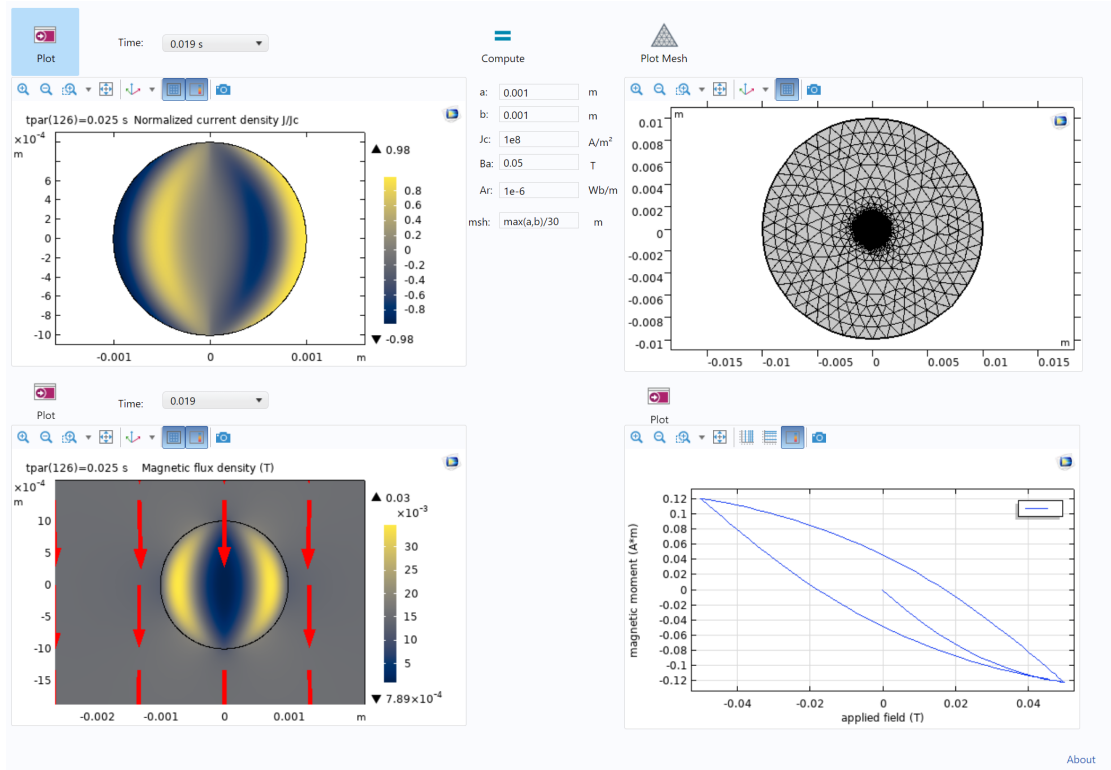 Plot
Time: 0.019 s
Compute
Plot Mesh
a: 0.001 m
b: 0.001 m
Jc: 1e8 A/m²
Ba: 0.05 T
Ar: 1e-6 Wb/m
msh: max(a,b)/30 m
tpar(126)=0.025 s Normalized current density J/Jc
×10⁻⁴
m
6
4
2
0
-2
-4
-6
-8
-10
-0.001 0 0.001 m
▲ 0.98
0.8
0.6
0.4
0.2
0
-0.2
-0.4
-0.6
-0.8
▼ -0.98
m
0.01
0.008
0.006
0.004
0.002
0
-0.002
-0.004
-0.006
-0.008
-0.01
m
-0.015 -0.01 -0.005 0 0.005 0.01 0.015
Plot
Time: 0.019
tpar(126)=0.025 s Magnetic flux density (T)
×10⁻⁴
m
10
5
0
-5
-10
-15
-0.002 -0.001 0 0.001 m
▲ 0.03
×10⁻³
30
25
20
15
10
5
▼ 7.89×10⁻⁴
Plot
magnetic moment (A*m)
0.12
0.1
0.08
0.06
0.04
0.02
0
-0.02
-0.04
-0.06
-0.08
-0.1
-0.12
-0.04 -0.02 0 0.02 0.04
applied field (T)
About